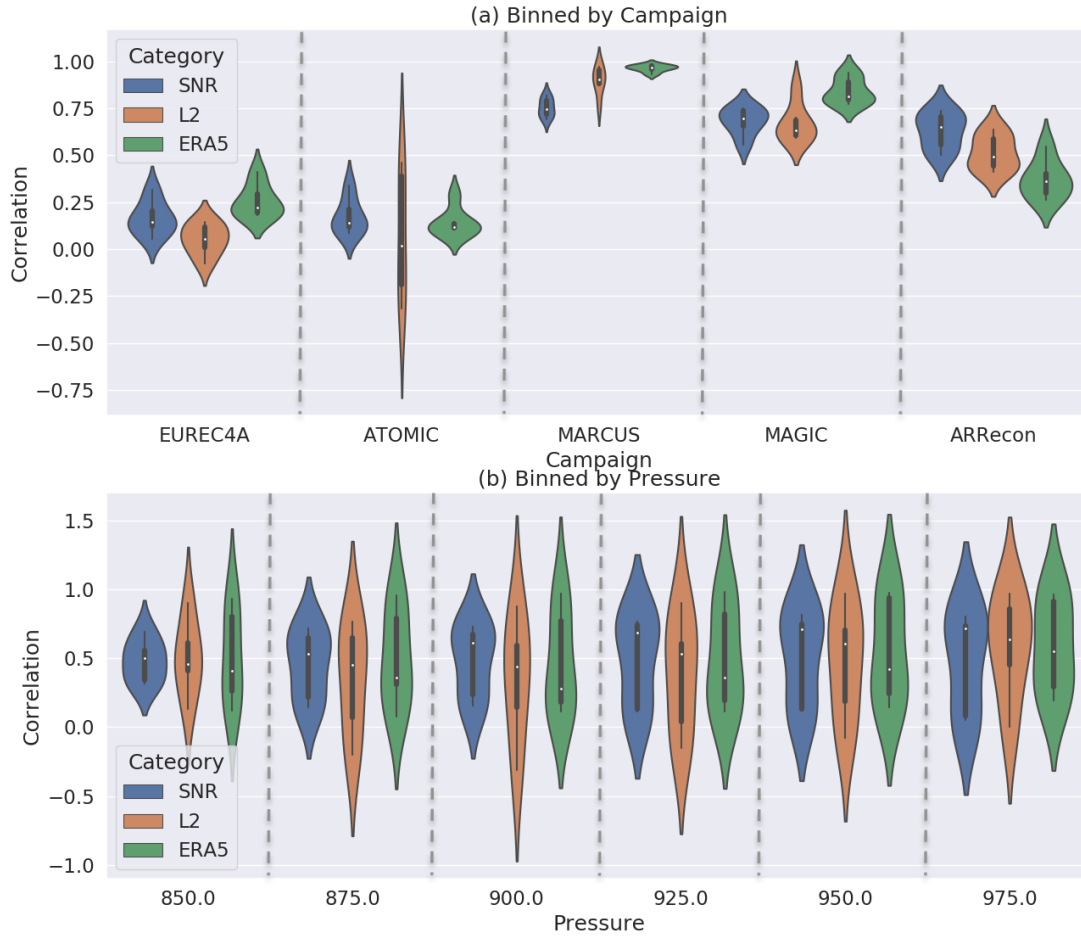 (a) Binned by Campaign
Category
SNR
L2
ERA5
1.00
0.75
0.50
0.25
0.00
−0.25
−0.50
−0.75
Correlation
EUREC4A ATOMIC MARCUS MAGIC ARRecon
Campaign
(b) Binned by Pressure
1.5
1.0
0.5
0.0
−0.5
−1.0
Correlation
Category
SNR
L2
ERA5
850.0 875.0 900.0 925.0 950.0 975.0
Pressure